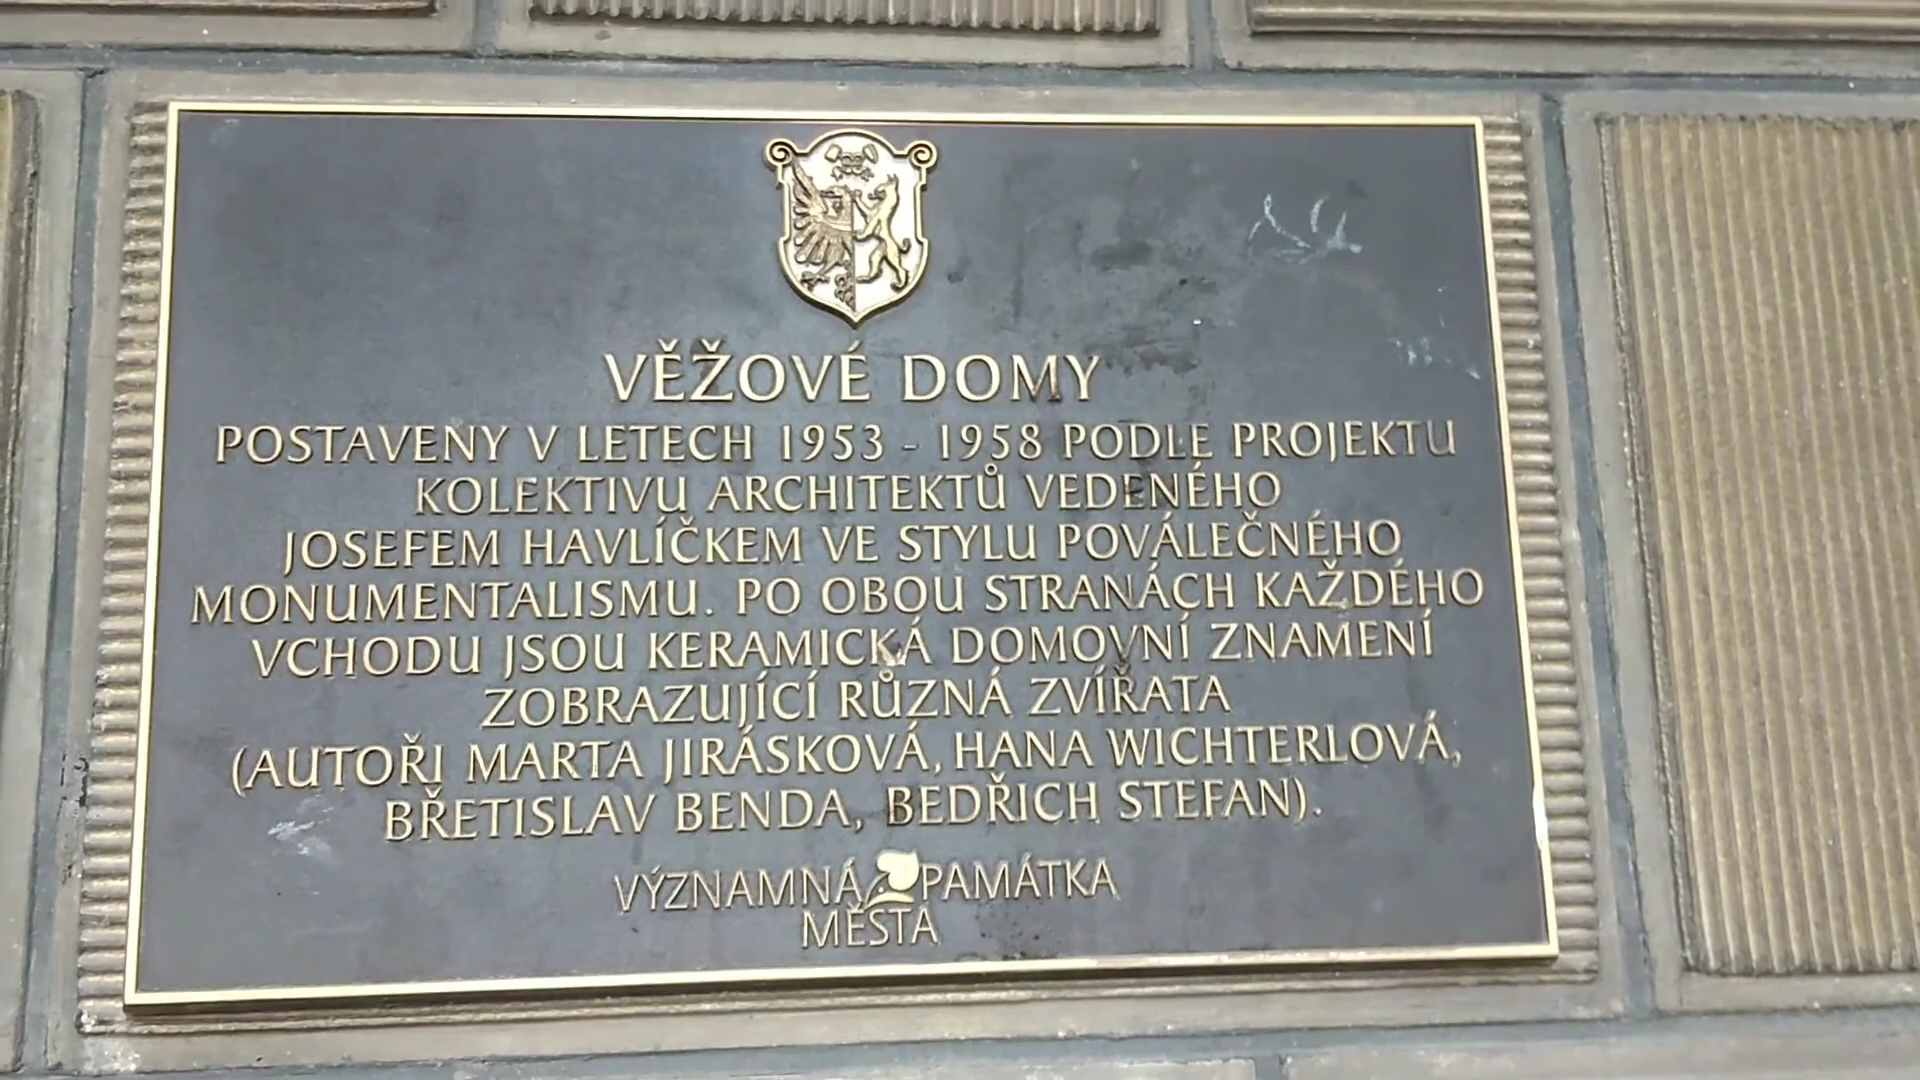 VĚŽOVÉ DOMY
POSTAVENY V LETECH 1953 - 1958 PODLE PROJEKTU
KOLEKTIVU ARCHITEKTŮ VEDENÉHO
JOSEFEM HAVLÍČKEM VE STYLU POVÁLEČNÉHO
MONUMENTALISMU. PO OBOU STRANÁCH KAŽDÉHO
VCHODU JSOU KERAMICKÁ DOMOVNÍ ZNAMENÍ
ZOBRAZUJÍCÍ RŮZNÁ ZVÍŘATA
(AUTOŘI MARTA JIRÁSKOVÁ, HANA WICHTERLOVÁ,
BŘETISLAV BENDA, BEDŘICH STEFAN).
VÝZNAMNÁ PAMÁTKA
MĚSTA